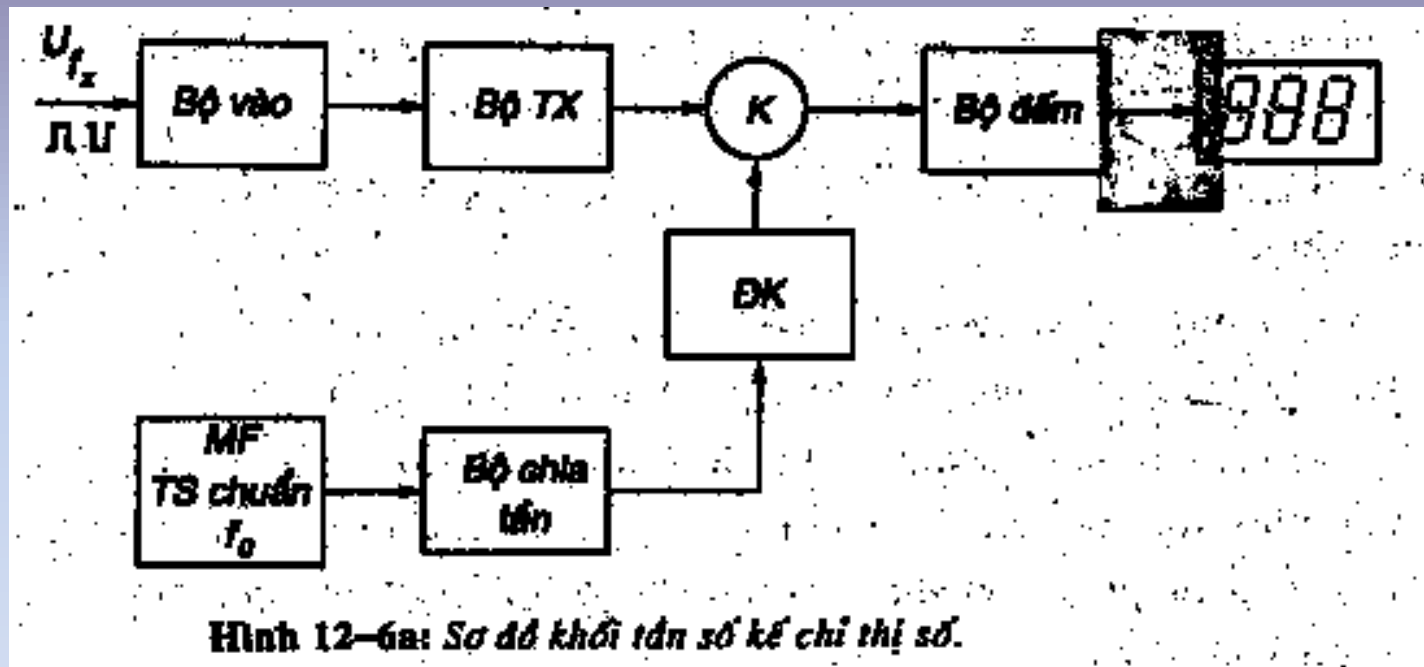 U_fx
Bộ vào
Bộ TX
K
Bộ đếm
888
ĐK
MF
TS chuẩn
f₀
Bộ chia
tần
Hình 12–6a: Sơ đồ khối tần số kế chỉ thị số.